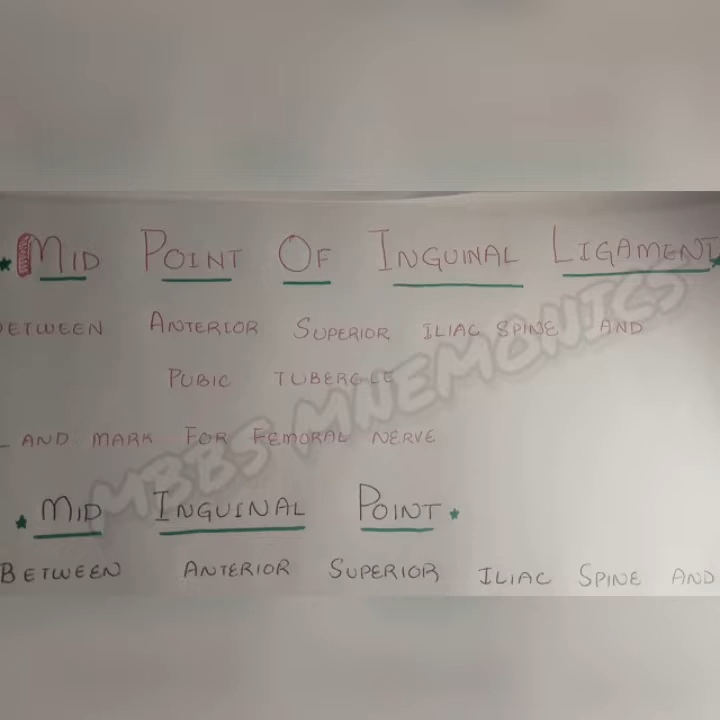 MID POINT OF INGUINAL LIGAMENT
BETWEEN ANTERIOR SUPERIOR ILIAC SPINE AND
PUBIC TUBERCLE
AND MARK FOR FEMORAL NERVE
MID INGUINAL POINT
BETWEEN ANTERIOR SUPERIOR ILIAC SPINE AND
MBBS MNEMONICS